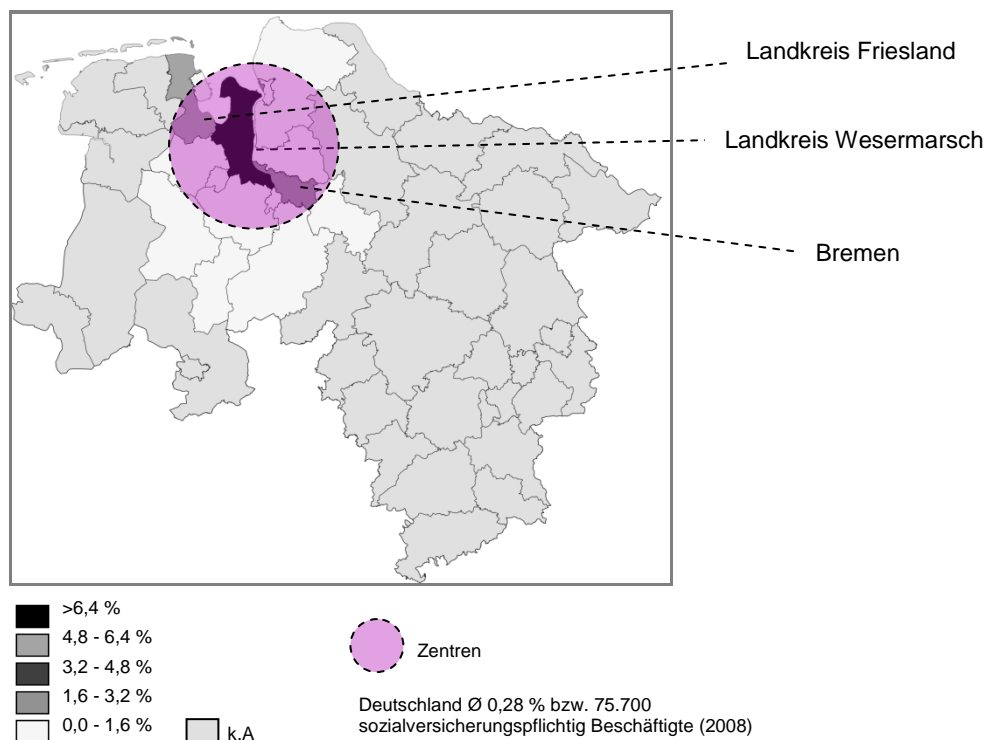 Landkreis Friesland
Landkreis Wesermarsch
Bremen
>6,4 %
4,8 - 6,4 %
3,2 - 4,8 %
1,6 - 3,2 %
0,0 - 1,6 %
k.A
Zentren
Deutschland Ø 0,28 % bzw. 75.700
sozialversicherungspflichtig Beschäftigte (2008)